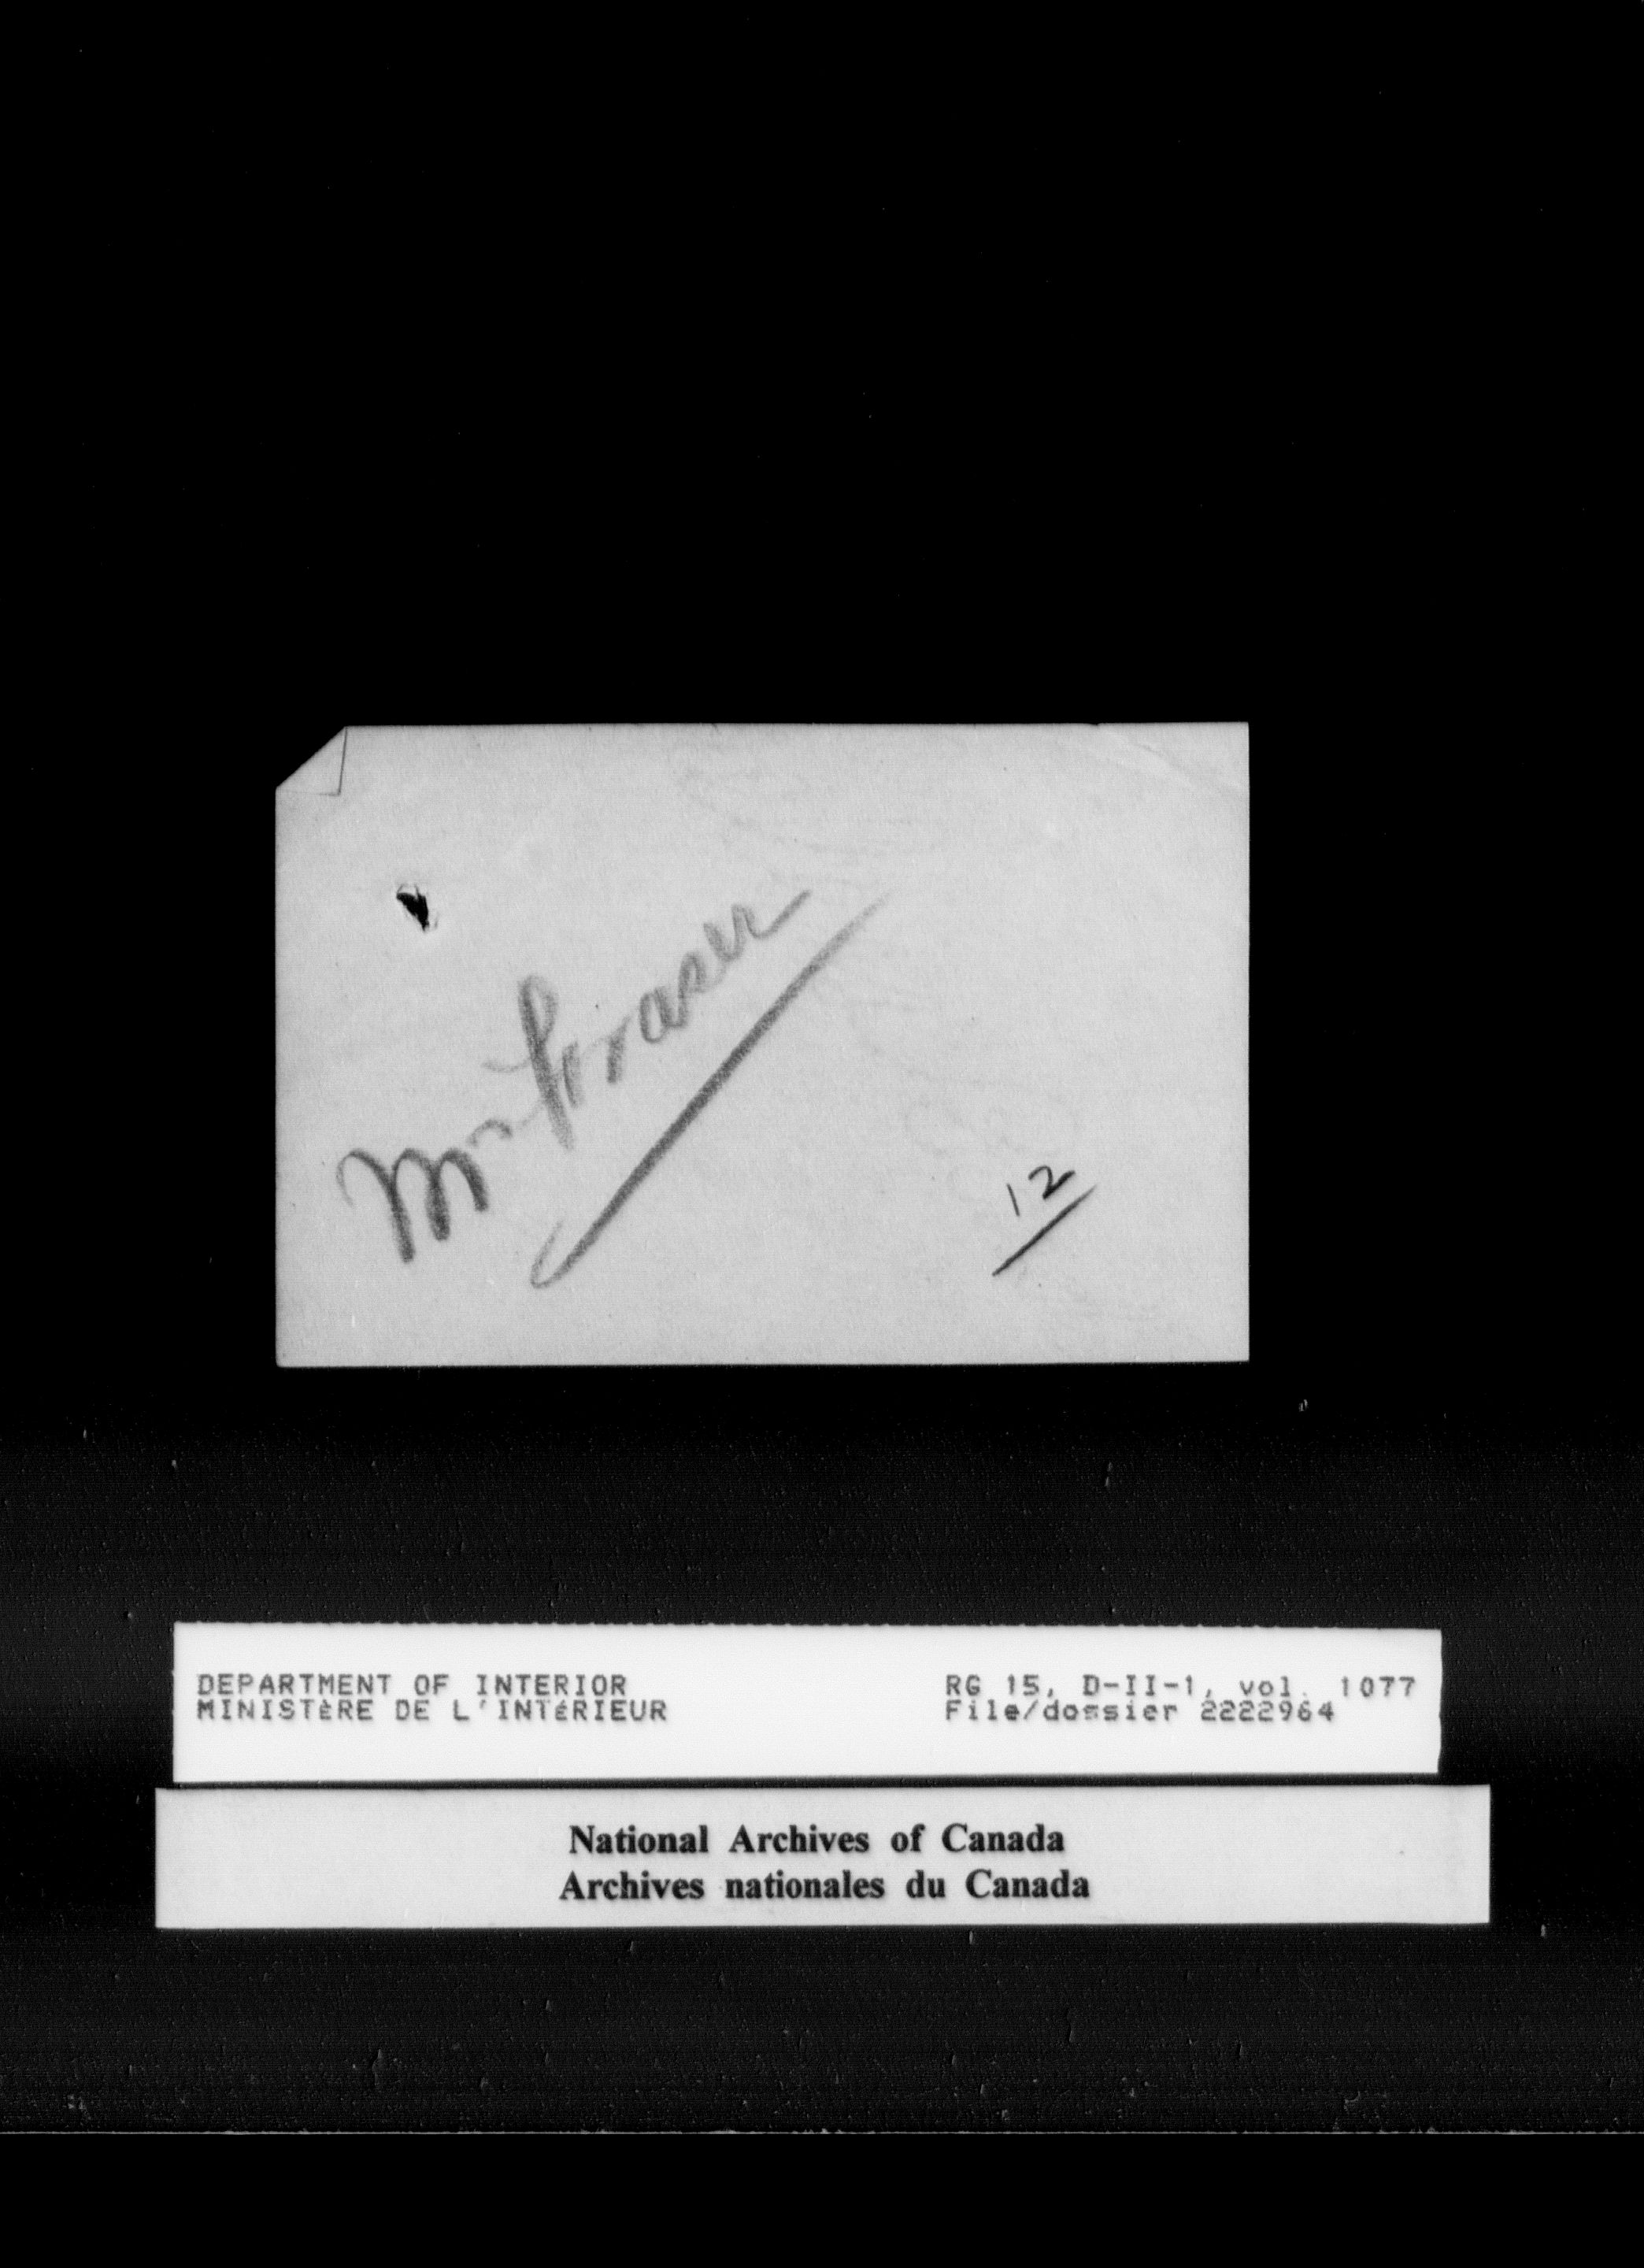 Mr Fraser
12
DEPARTMENT OF INTERIOR
MINISTÈRE DE L'INTÉRIEUR
RG 15, D-II-1, vol. 1077
File/dossier 2222964
National Archives of Canada
Archives nationales du Canada